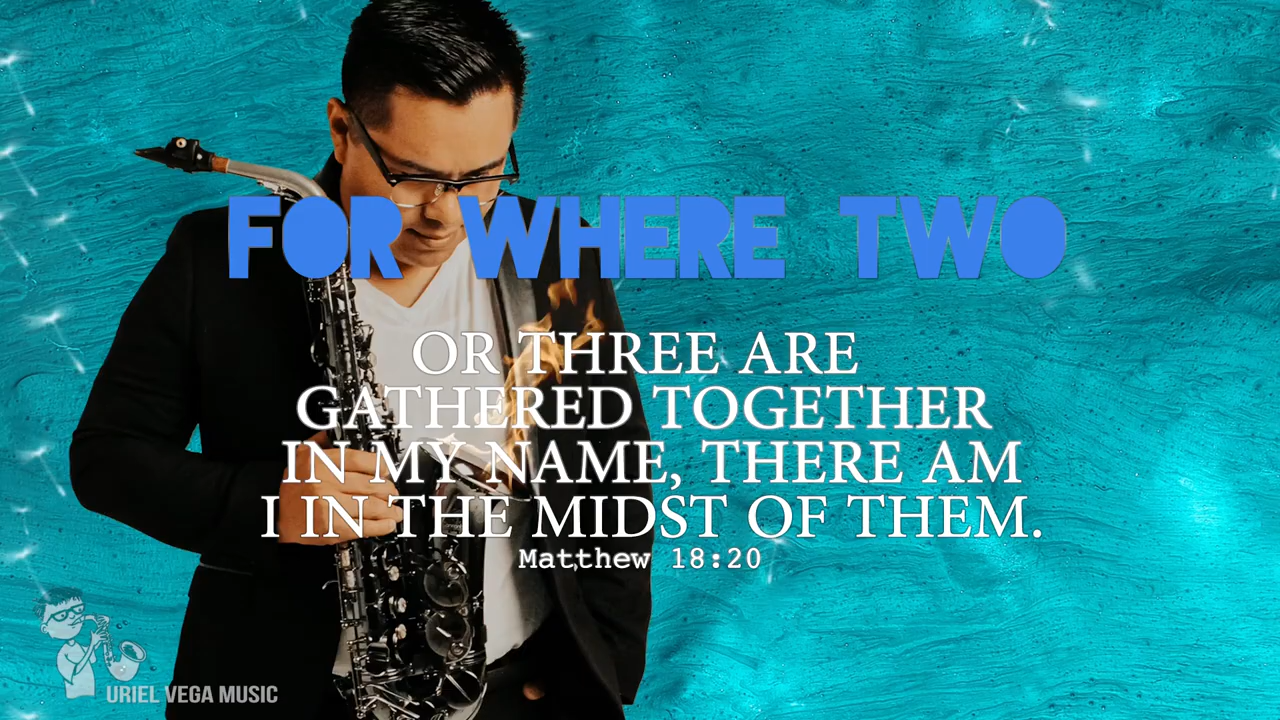 FOR WHERE TWO
OR THREE ARE
GATHERED TOGETHER
IN MY NAME, THERE AM
I IN THE MIDST OF THEM.
Matthew 18:20
URIEL VEGA MUSIC